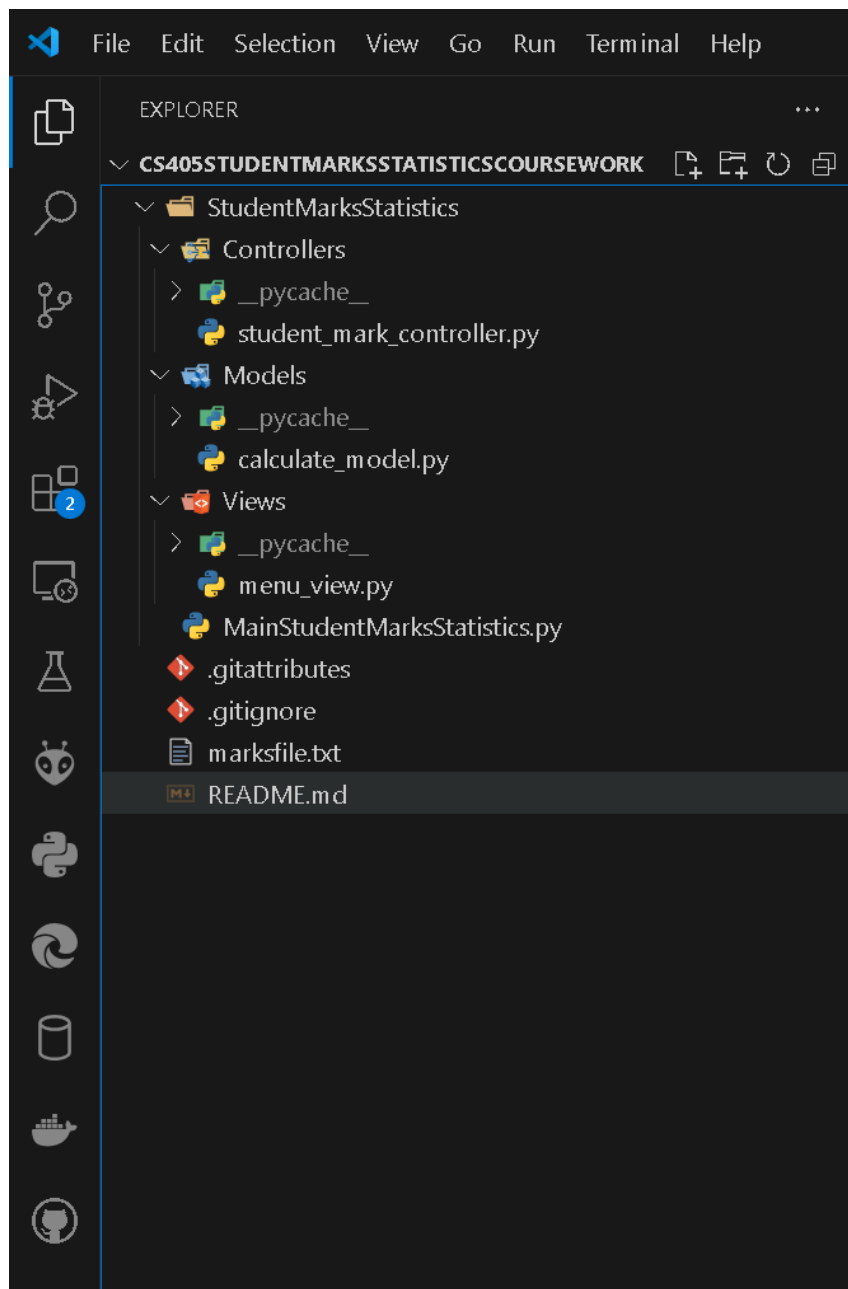 File Edit Selection View Go Run Terminal Help
EXPLORER
CS405STUDENTMARKSSTATISTICSCOURSEWORK
StudentMarksStatistics
Controllers
__pycache__
student_mark_controller.py
Models
__pycache__
calculate_model.py
Views
__pycache__
menu_view.py
MainStudentMarksStatistics.py
.gitattributes
.gitignore
marksfile.txt
README.md
2